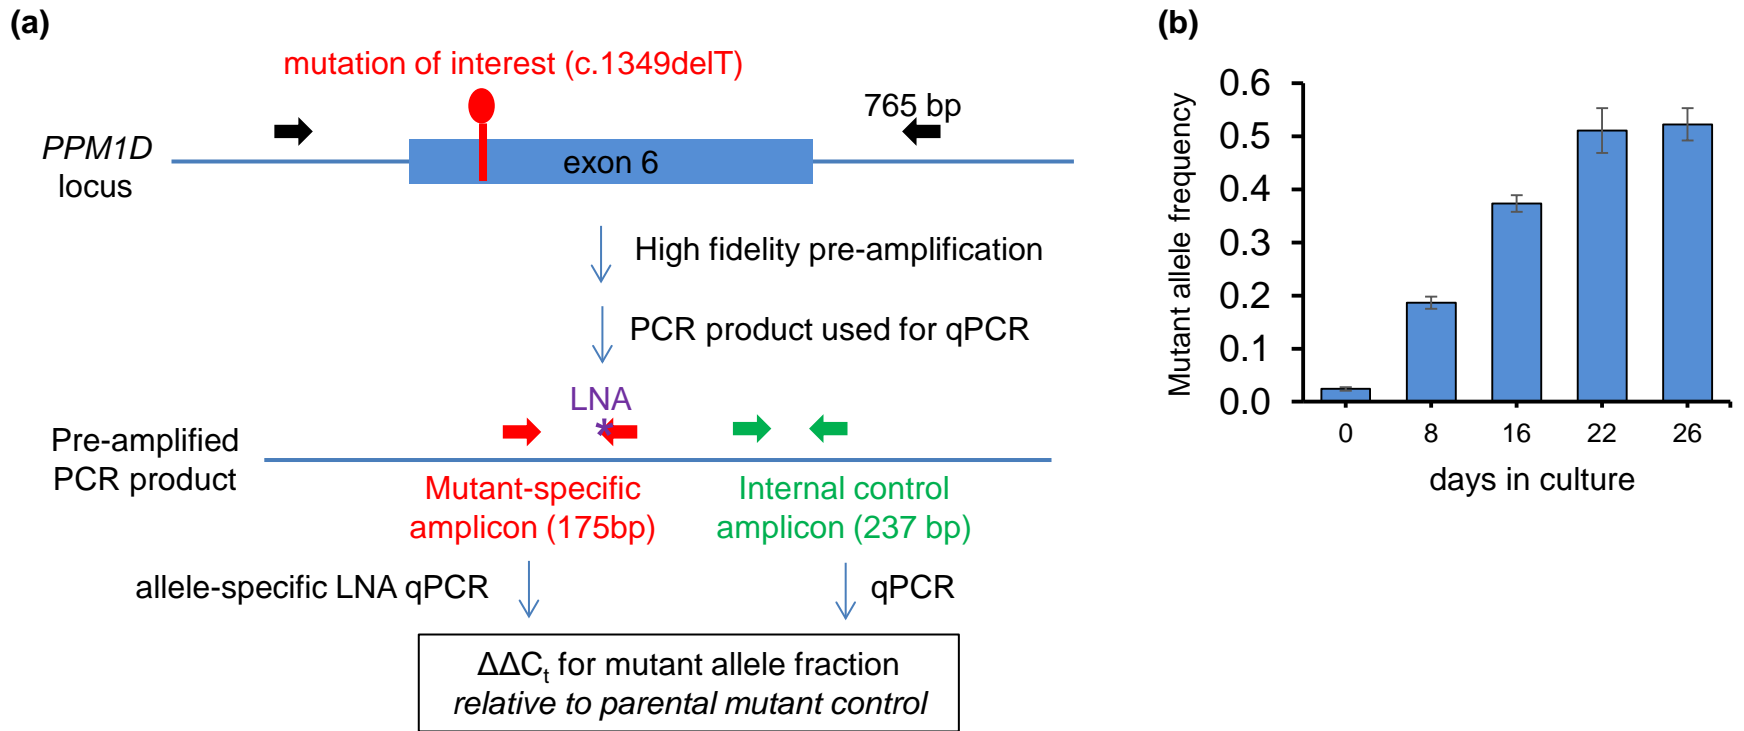 (a)
mutation of interest (c.1349delT)
765 bp
PPM1D
locus
exon 6
High fidelity pre-amplification
PCR product used for qPCR
LNA
*
Pre-amplified
PCR product
Mutant-specific
amplicon (175bp)
Internal control
amplicon (237 bp)
allele-specific LNA qPCR
qPCR
ΔΔCt for mutant allele fraction
relative to parental mutant control
(b)
Mutant allele frequency
0.6
0.5
0.4
0.3
0.2
0.1
0.0
0 8 16 22 26
days in culture